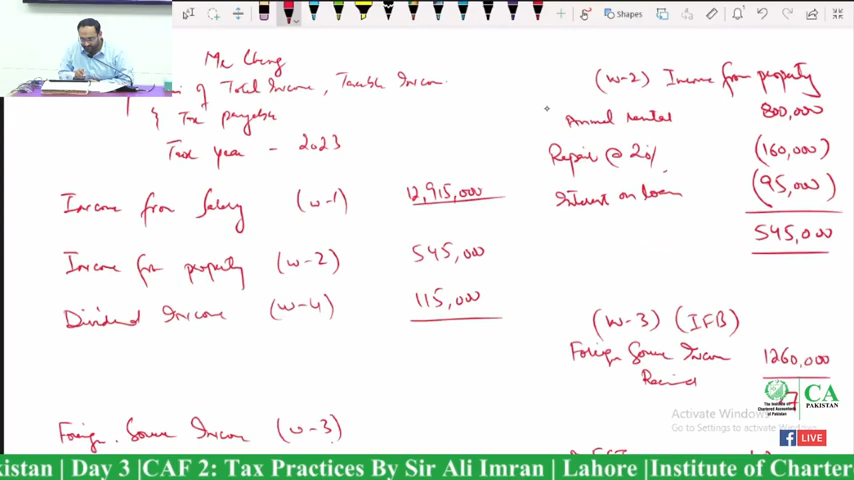 Shapes
Mr Cheng
of Total Income, Taxable Income
& Tax payable
Tax year - 2023
Income from Salary (w-1) 12,915,000
Income from property (w-2) 545,000
Dividend Income (w-4) 115,000
Foreign Source Income (w-3)
(w-2) Income from property
Annual rental 800,000
Repair @ 20% (160,000)
Interest on loan (95,000)
545,000
(w-3) (IFB)
Foreign Source Income 1260,000
The Institute of
Chartered Accountants
PAKISTAN
CA
PAKISTAN
Activate Windows
Go to Settings to activate Windows
LIVE
kistan | Day 3 |CAF 2: Tax Practices By Sir Ali Imran | Lahore |Institute of Charter